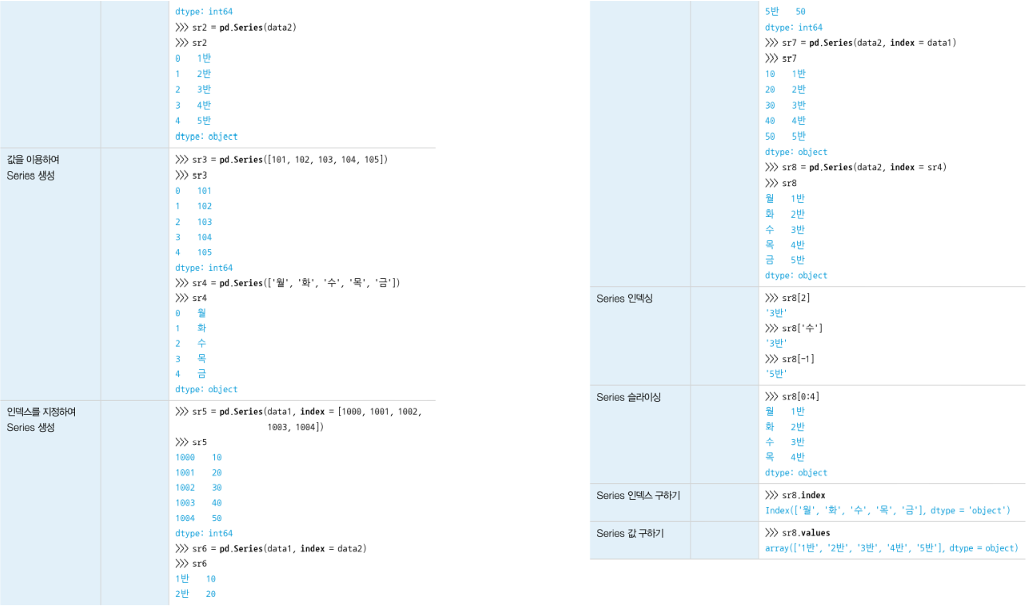 dtype: int64
>>> sr2 = pd.Series(data2)
>>> sr2
0 1반
1 2반
2 3반
3 4반
4 5반
dtype: object
값을 이용하여
Series 생성
>>> sr3 = pd.Series([101, 102, 103, 104, 105])
>>> sr3
0 101
1 102
2 103
3 104
4 105
dtype: int64
>>> sr4 = pd.Series(['월', '화', '수', '목', '금'])
>>> sr4
0 월
1 화
2 수
3 목
4 금
dtype: object
인덱스를 지정하여
Series 생성
>>> sr5 = pd.Series(data1, index = [1000, 1001, 1002,
1003, 1004])
>>> sr5
1000 10
1001 20
1002 30
1003 40
1004 50
dtype: int64
>>> sr6 = pd.Series(data1, index = data2)
>>> sr6
1반 10
2반 20
5반 50
dtype: int64
>>> sr7 = pd.Series(data2, index = data1)
>>> sr7
10 1반
20 2반
30 3반
40 4반
50 5반
dtype: object
>>> sr8 = pd.Series(data2, index = sr4)
>>> sr8
월 1반
화 2반
수 3반
목 4반
금 5반
dtype: object
Series 인덱싱
>>> sr8[2]
'3반'
>>> sr8['수']
'3반'
>>> sr8[-1]
'5반'
Series 슬라이싱
>>> sr8[0:4]
월 1반
화 2반
수 3반
목 4반
dtype: object
Series 인덱스 구하기
>>> sr8.index
Index(['월', '화', '수', '목', '금'], dtype = 'object')
Series 값 구하기
>>> sr8.values
array(['1반', '2반', '3반', '4반', '5반'], dtype = object)